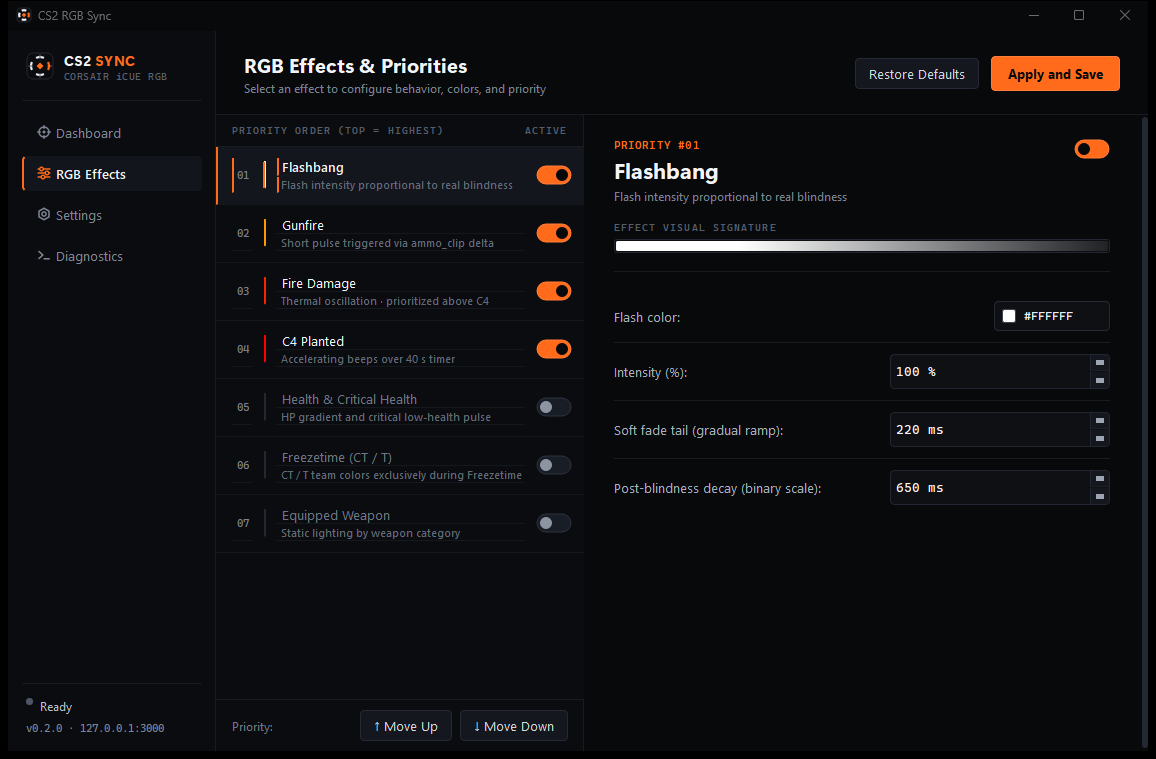 CS2 RGB Sync
CS2 SYNC
CORSAIR iCUE RGB
Dashboard
RGB Effects
Settings
Diagnostics
Ready
v0.2.0 · 127.0.0.1:3000
RGB Effects & Priorities
Select an effect to configure behavior, colors, and priority
Restore Defaults
Apply and Save
PRIORITY ORDER (TOP = HIGHEST)
ACTIVE
01
Flashbang
Flash intensity proportional to real blindness
02
Gunfire
Short pulse triggered via ammo_clip delta
03
Fire Damage
Thermal oscillation · prioritized above C4
04
C4 Planted
Accelerating beeps over 40 s timer
05
Health & Critical Health
HP gradient and critical low-health pulse
06
Freezetime (CT / T)
CT / T team colors exclusively during Freezetime
07
Equipped Weapon
Static lighting by weapon category
Priority:
↑ Move Up
↓ Move Down
PRIORITY #01
Flashbang
Flash intensity proportional to real blindness
EFFECT VISUAL SIGNATURE
Flash color:
#FFFFFF
Intensity (%):
100 %
Soft fade tail (gradual ramp):
220 ms
Post-blindness decay (binary scale):
650 ms